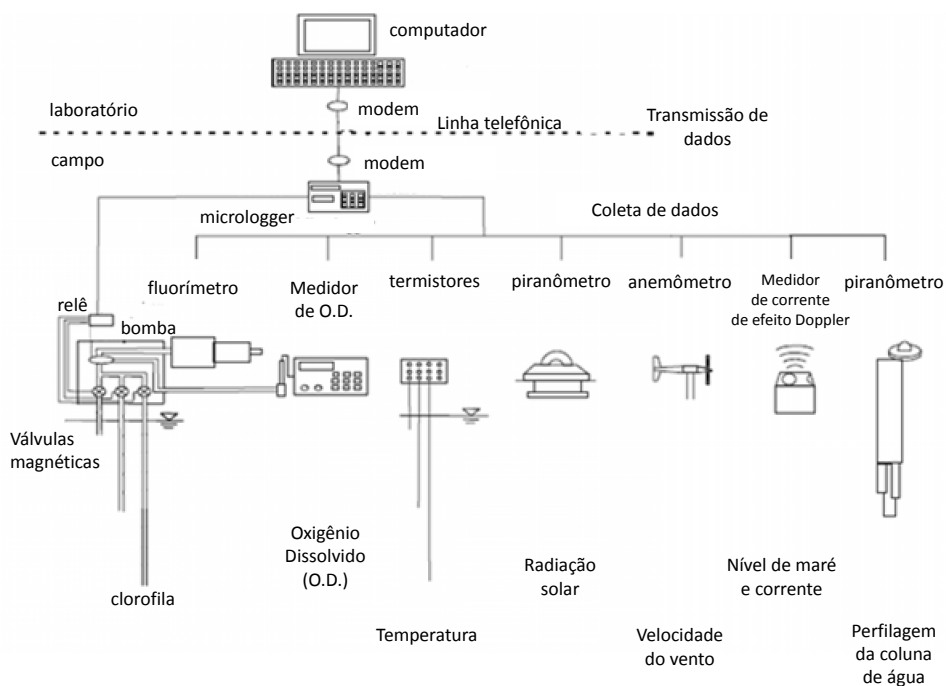 computador
modem
laboratório
Linha telefônica
Transmissão de
dados
campo
modem
micrologger
Coleta de dados
fluorímetro
Medidor
de O.D.
termistores
piranômetro
anemômetro
Medidor
de corrente
de efeito Doppler
piranômetro
relê
bomba
Válvulas
magnéticas
clorofila
Oxigênio
Dissolvido
(O.D.)
Temperatura
Radiação
solar
Velocidade
do vento
Nível de maré
e corrente
Perfilagem
da coluna
de água